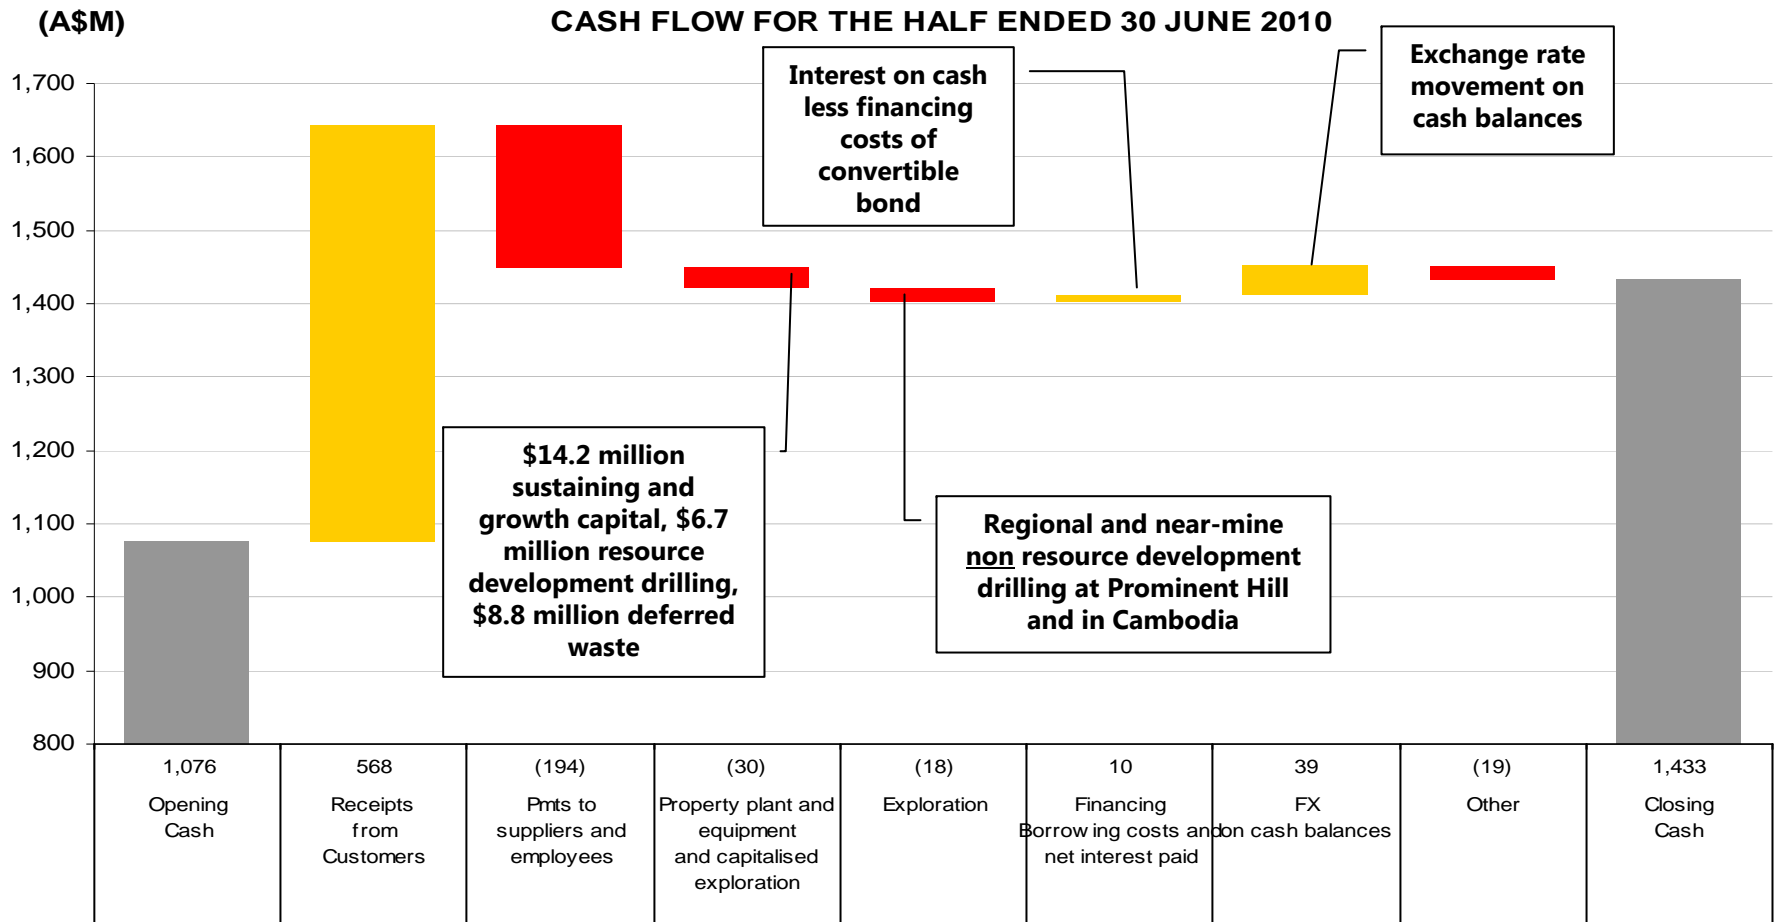 (A$M)
CASH FLOW FOR THE HALF ENDED 30 JUNE 2010
Interest on cash
less financing
costs of
convertible
bond
Exchange rate
movement on
cash balances
1,700
1,600
1,500
1,400
1,300
1,200
1,100
1,000
900
800
$14.2 million
sustaining and
growth capital, $6.7
million resource
development drilling,
$8.8 million deferred
waste
Regional and near-mine
non resource development
drilling at Prominent Hill
and in Cambodia
1,076
Opening
Cash
568
Receipts
from
Customers
(194)
Pmts to
suppliers and
employees
(30)
Property plant and
equipment
and capitalised
exploration
(18)
Exploration
10
Financing
Borrowing costs and
net interest paid
39
FX
on cash balances
(19)
Other
1,433
Closing
Cash